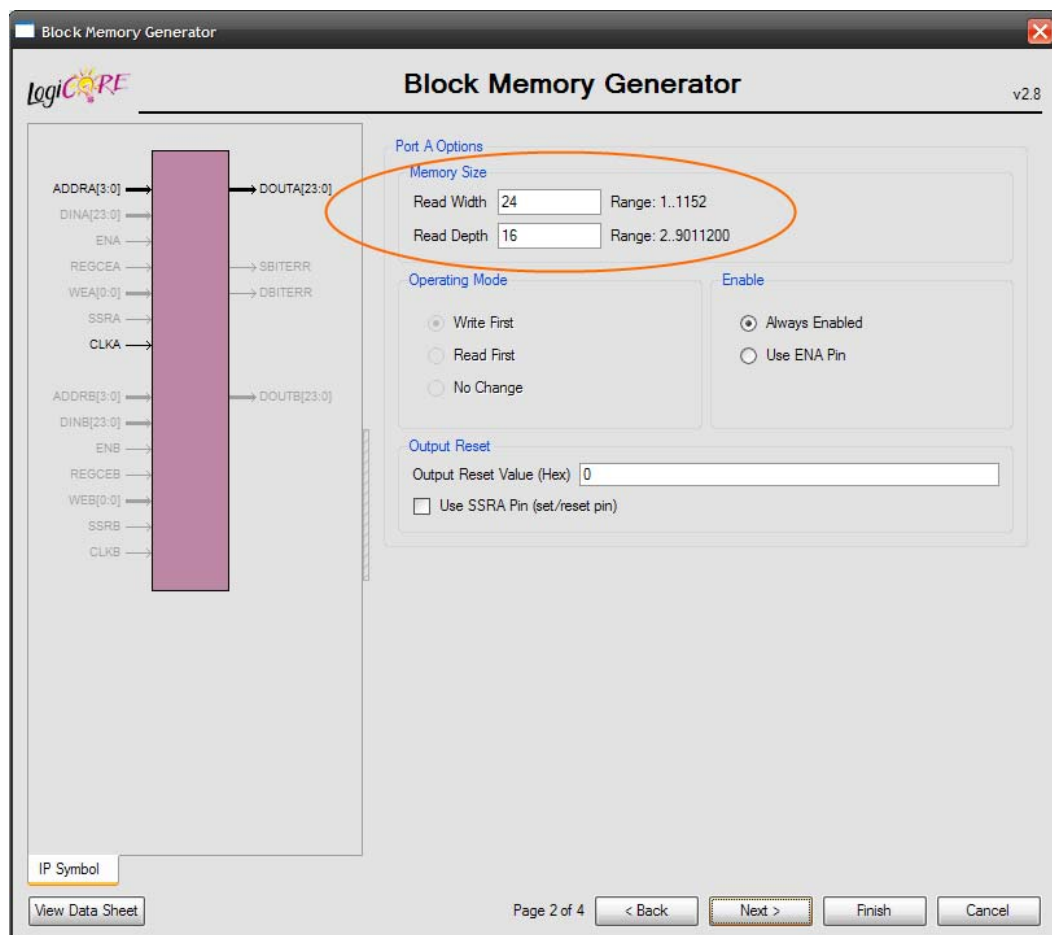 Block Memory Generator
LogiCORE
Block Memory Generator
v2.8
ADDRA[3:0]
DOUTA[23:0]
DINA[23:0]
ENA
REGCEA
SBITERR
WEA[0:0]
DBITERR
SSRA
CLKA
ADDRB[3:0]
DOUTB[23:0]
DINB[23:0]
ENB
REGCEB
WEB[0:0]
SSRB
CLKB
IP Symbol
Port A Options
Memory Size
Read Width 24 Range: 1..1152
Read Depth 16 Range: 2..9011200
Operating Mode
Write First
Read First
No Change
Enable
Always Enabled
Use ENA Pin
Output Reset
Output Reset Value (Hex) 0
Use SSRA Pin (set/reset pin)
View Data Sheet
Page 2 of 4
< Back
Next >
Finish
Cancel